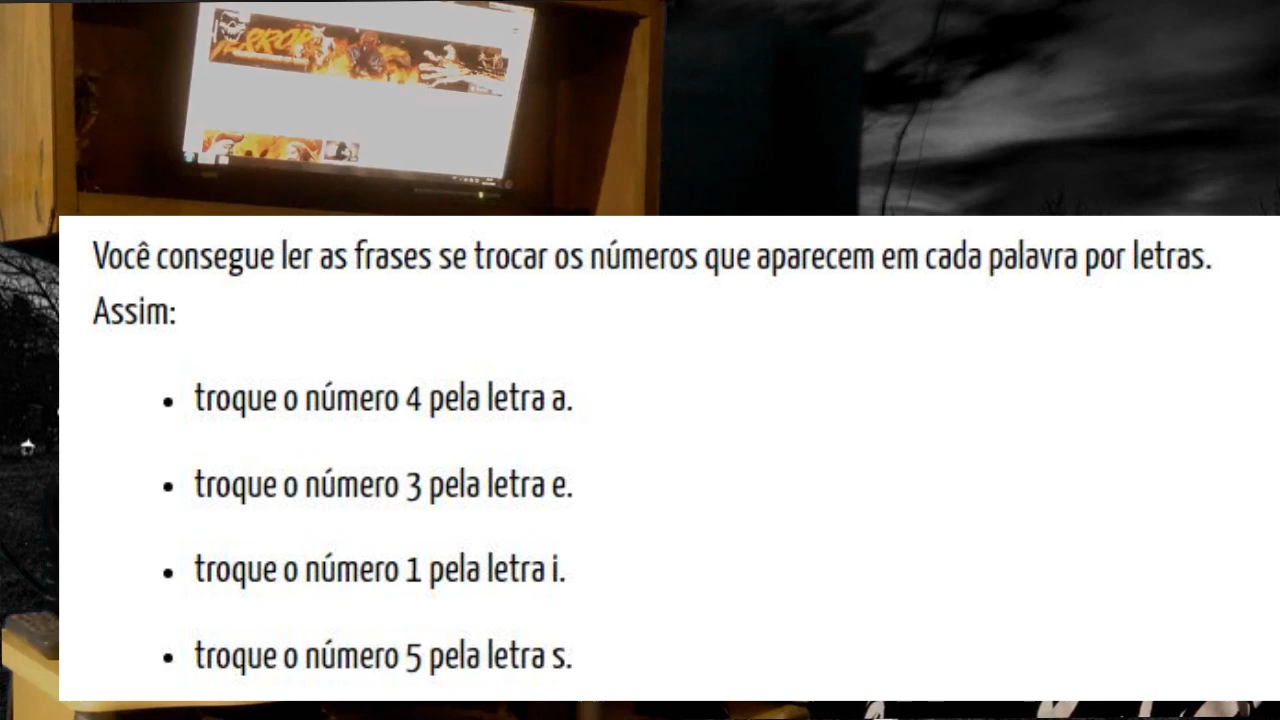 Você consegue ler as frases se trocar os números que aparecem em cada palavra por letras.
Assim:
• troque o número 4 pela letra a.
• troque o número 3 pela letra e.
• troque o número 1 pela letra i.
• troque o número 5 pela letra s.